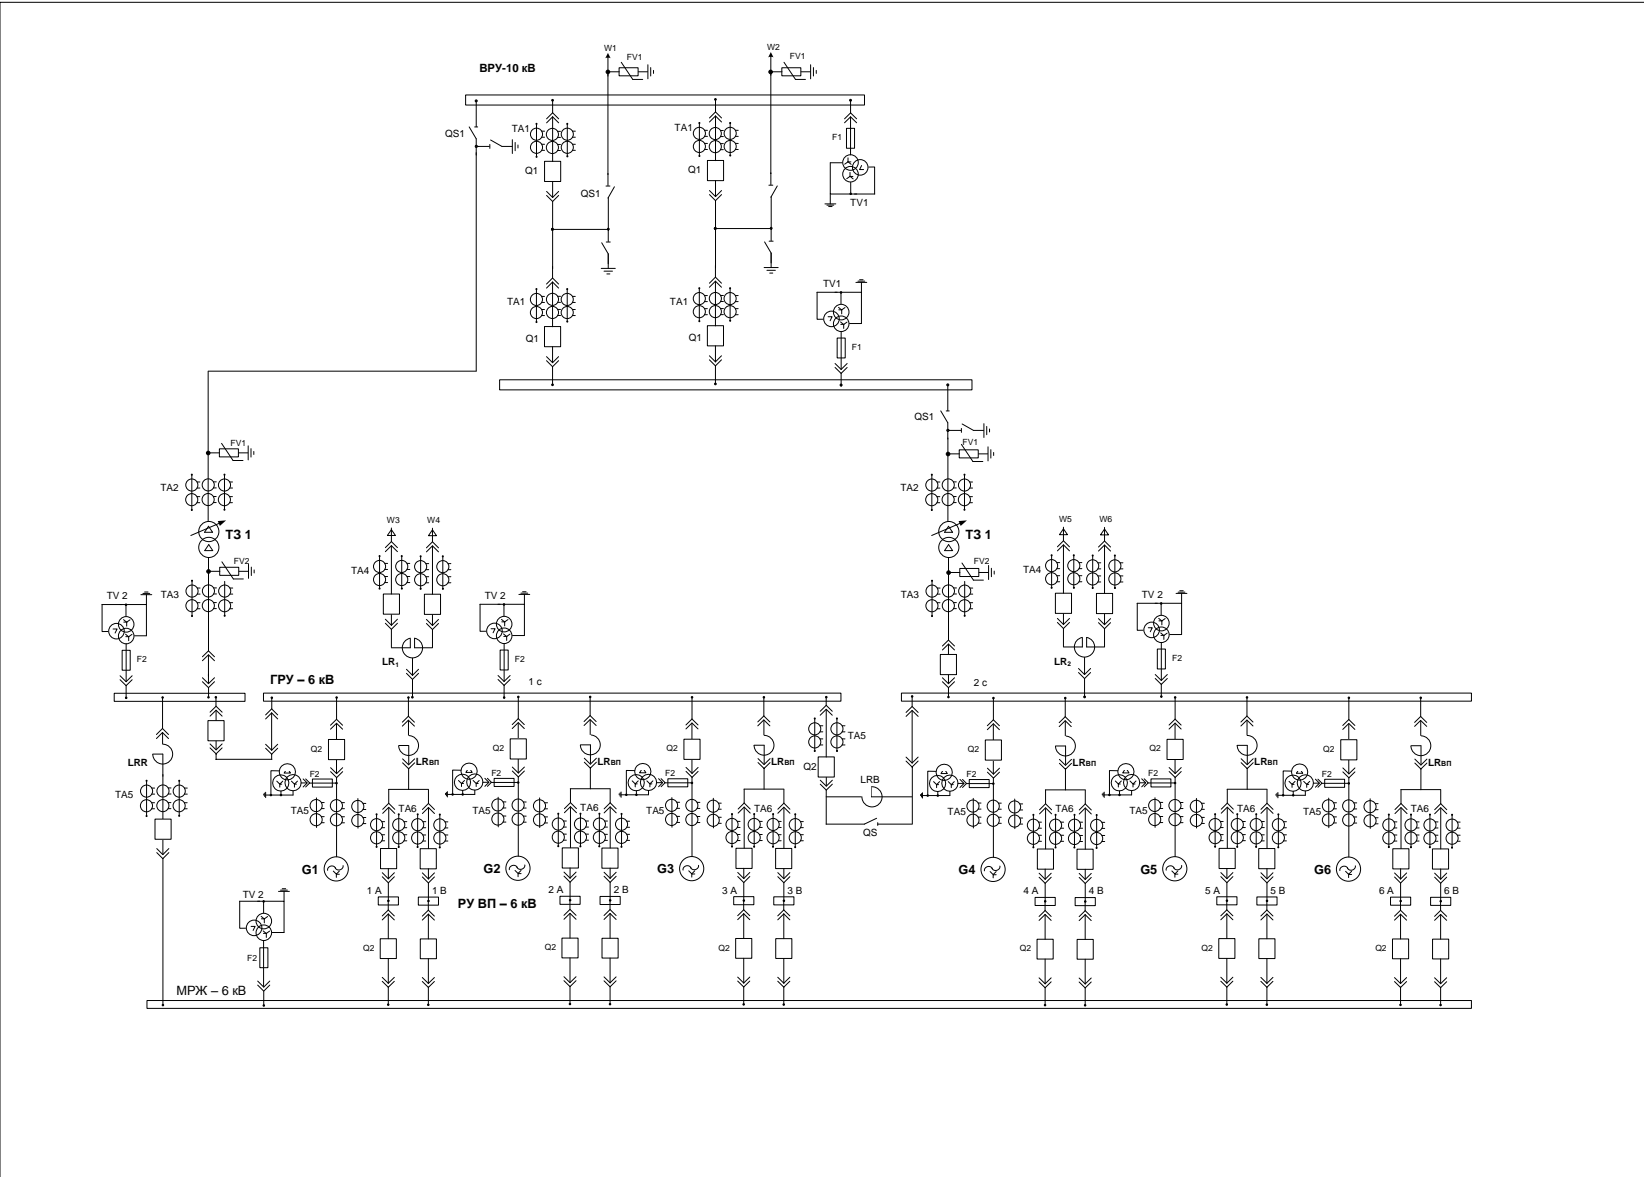 W1
FV1
W2
FV1
ВРУ-10 кВ
QS1
TA1
TA1
F1
Q1
Q1
QS1
TV1
TV1
TA1
TA1
Q1
Q1
F1
QS1
FV1
FV1
TA2
TA2
ТЗ 1
W3
W4
ТЗ 1
W5
W6
FV2
TA4
FV2
TA4
TV 2
TA3
TV 2
TA3
TV 2
F2
LR1
F2
LR2
F2
ГРУ – 6 кВ
1 с
2 с
Q2
Q2
Q2
TA5
Q2
Q2
Q2
LRR
LRвп
LRвп
LRвп
Q2
LRвп
LRвп
LRвп
F2
F2
F2
LRB
F2
F2
F2
TA5
TA5
TA6
TA5
TA6
TA5
TA6
QS
TA5
TA6
TA5
TA6
TA5
TA6
G1
G2
G3
G4
G5
G6
TV 2
1 А
1 В
2 А
2 В
3 А
3 В
4 А
4 В
5 А
5 В
6 А
6 В
РУ ВП – 6 кВ
F2
Q2
Q2
Q2
Q2
Q2
Q2
МРЖ – 6 кВ